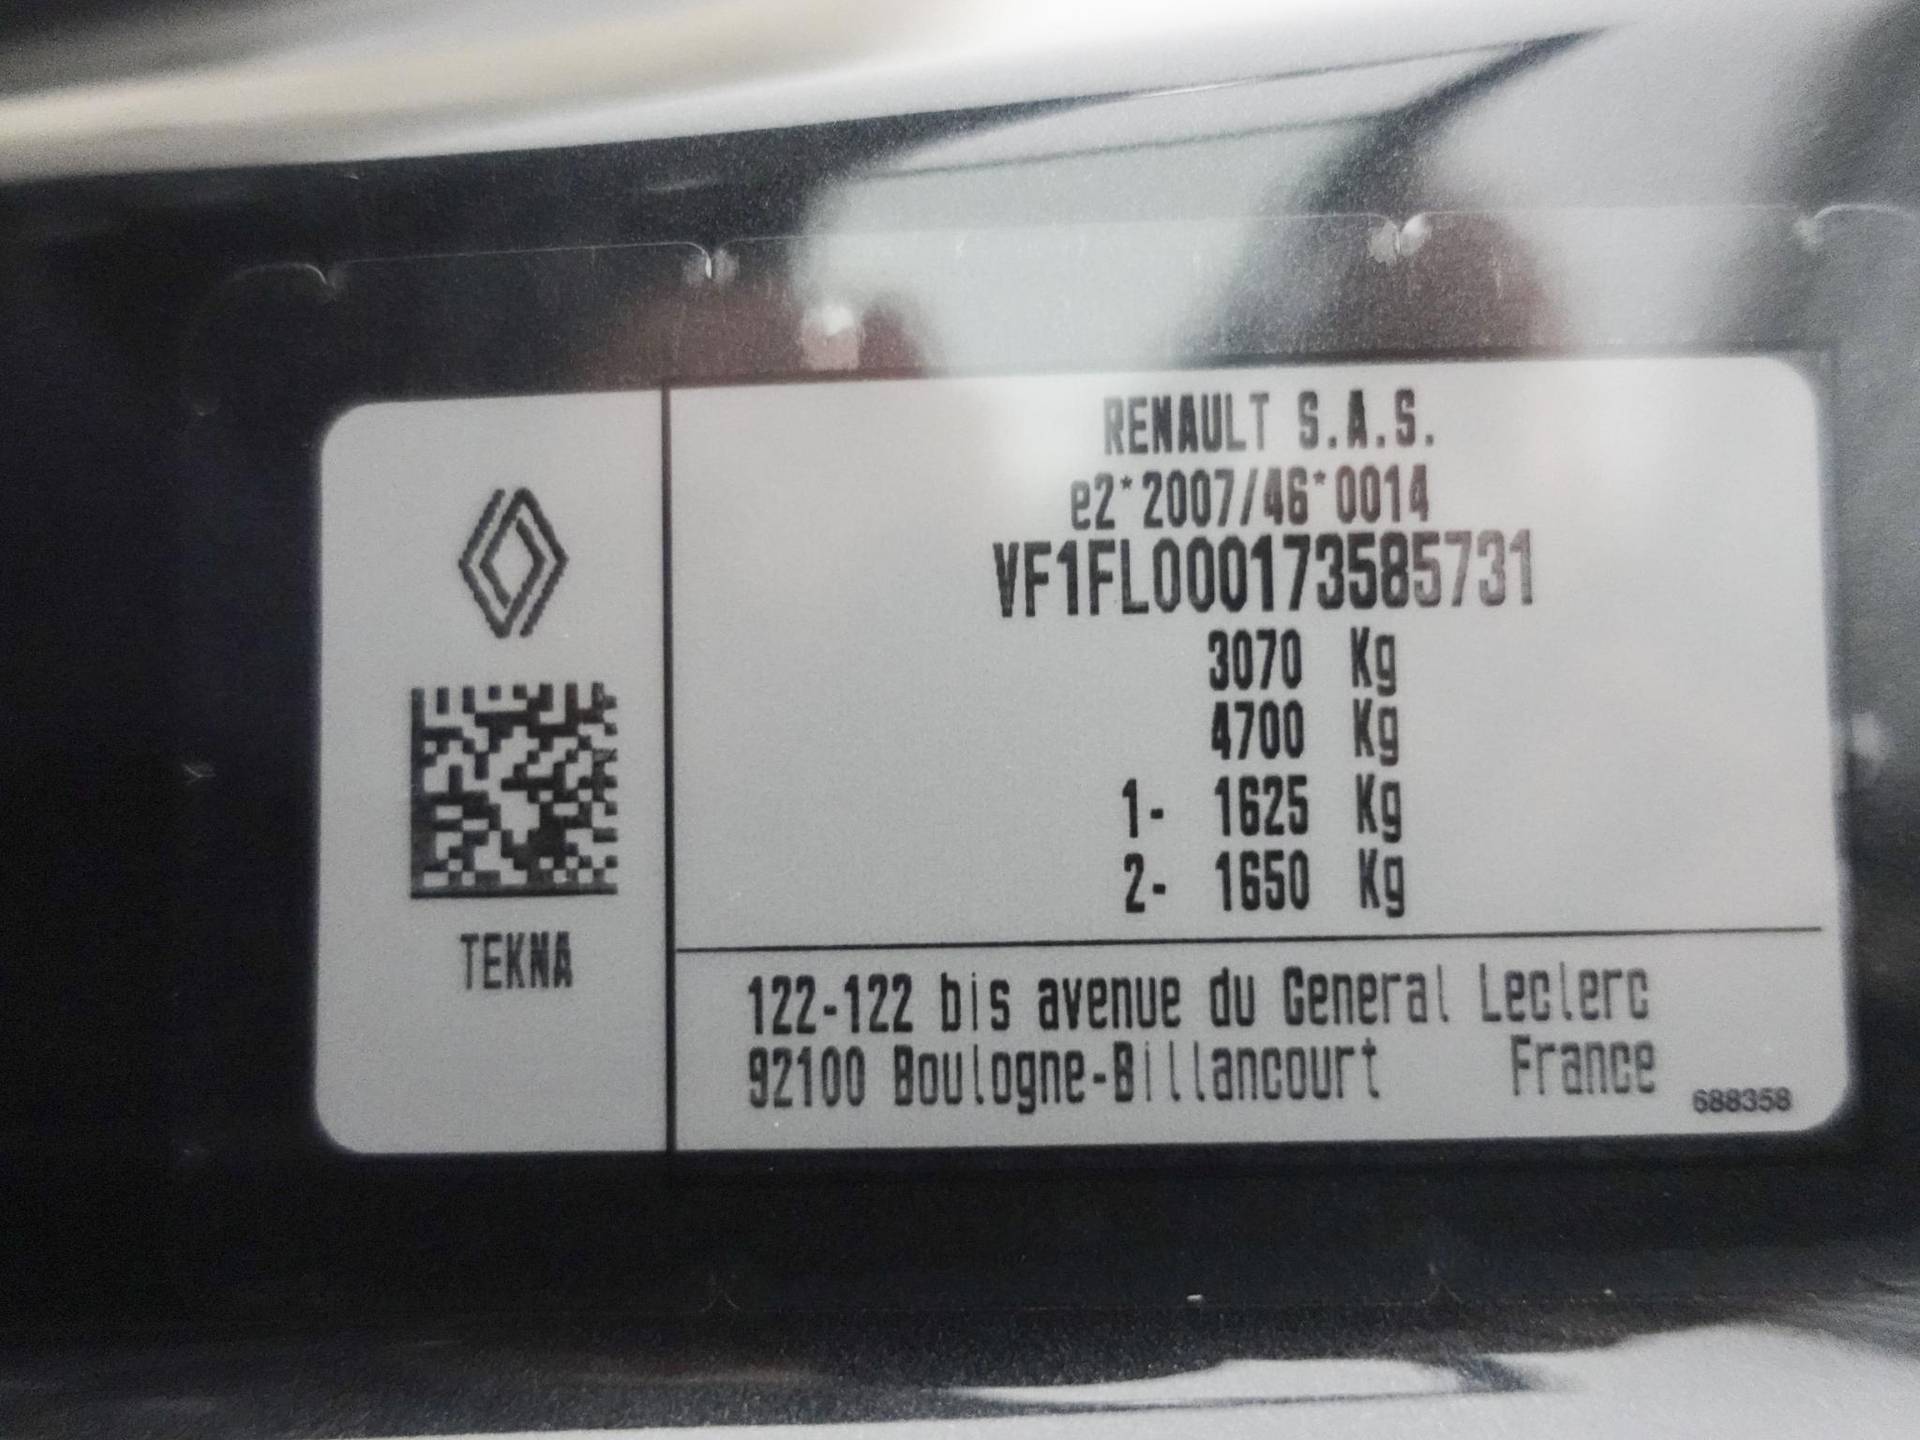 RENAULT S.A.S.
e2*2007/46*0014
VF1FL000173585731
3070 Kg
4700 Kg
1- 1625 Kg
2- 1650 Kg
TEKNA
122-122 bis avenue du General Leclerc
92100 Boulogne-Billancourt France
688358